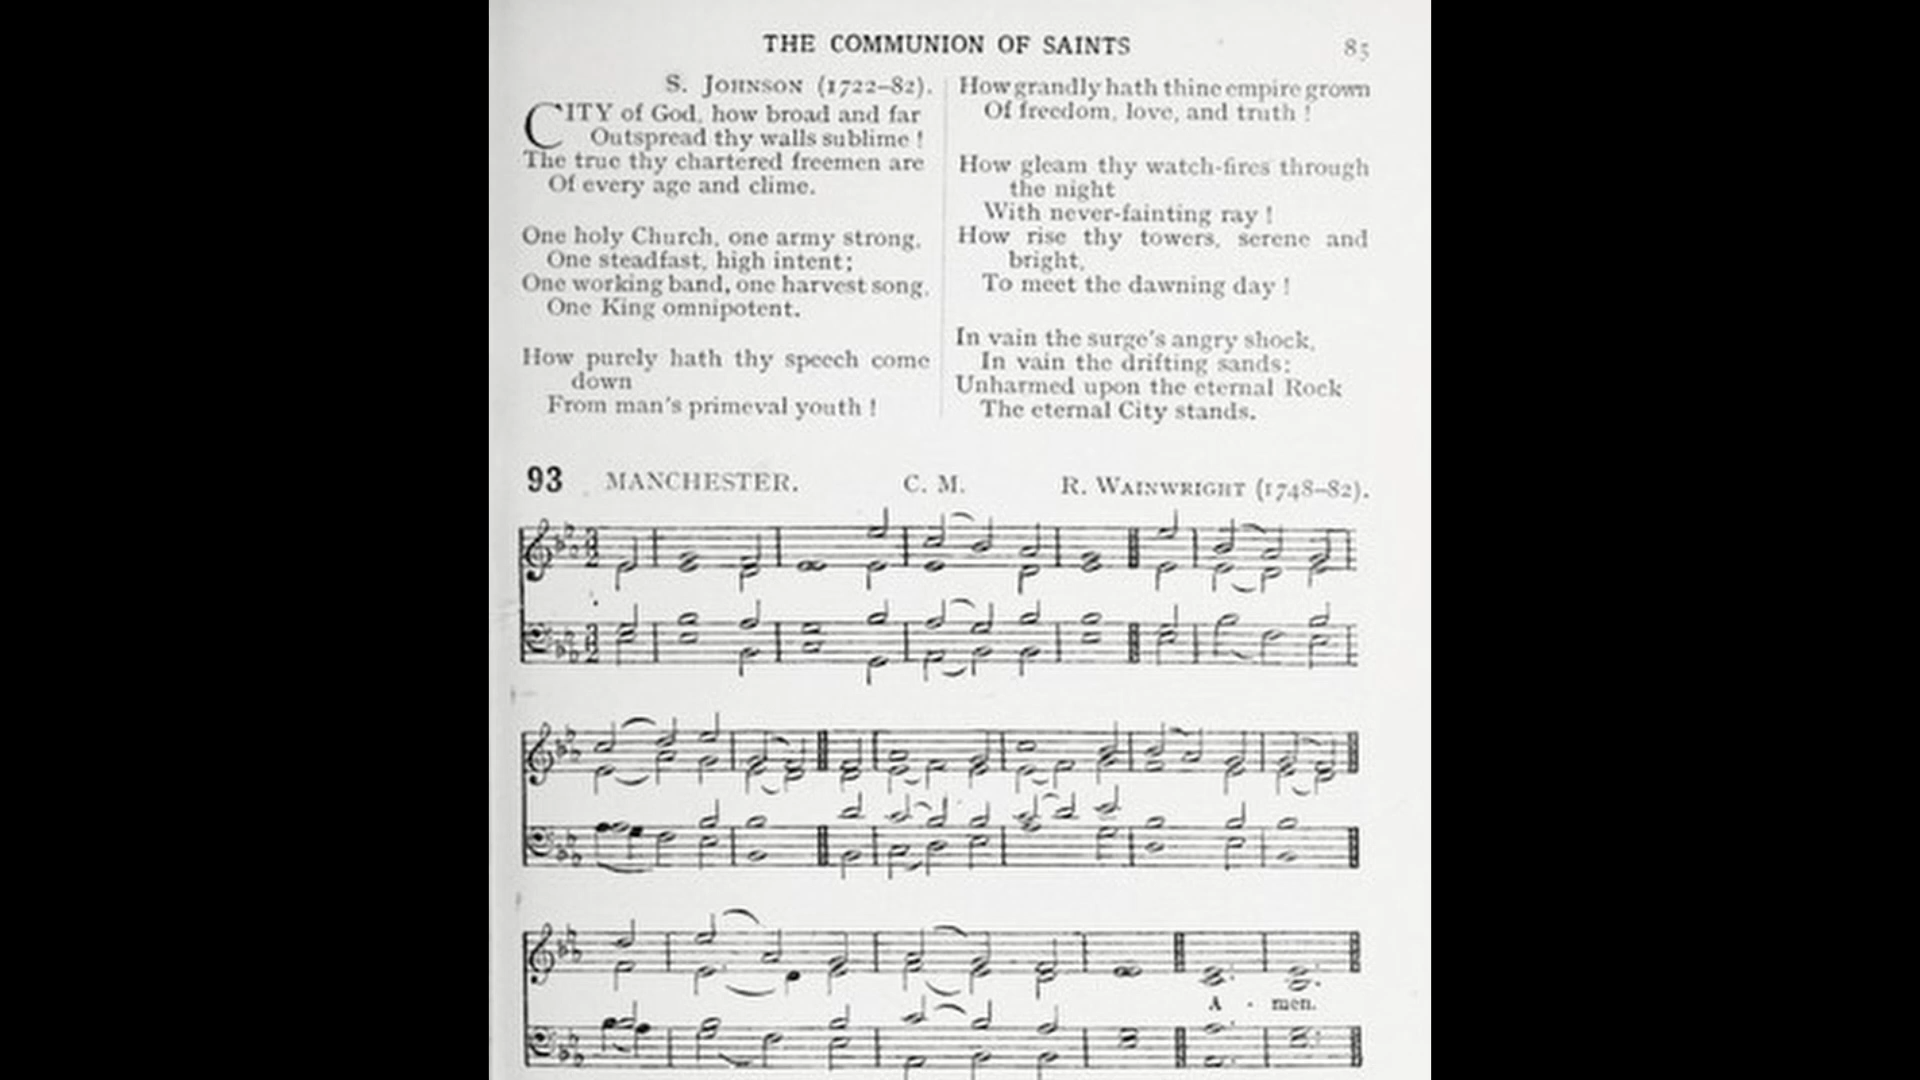 THE COMMUNION OF SAINTS
85
S. JOHNSON (1722–82).
CITY of God, how broad and far
Outspread thy walls sublime !
The true thy chartered freemen are
Of every age and clime.
One holy Church, one army strong,
One steadfast, high intent;
One working band, one harvest song,
One King omnipotent.
How purely hath thy speech come
down
From man's primeval youth !
How grandly hath thine empire grown
Of freedom, love, and truth !
How gleam thy watch-fires through
the night
With never-fainting ray !
How rise thy towers, serene and
bright,
To meet the dawning day !
In vain the surge's angry shock,
In vain the drifting sands:
Unharmed upon the eternal Rock
The eternal City stands.
93 MANCHESTER. C. M. R. WAINWRIGHT (1748–82).
A - men.